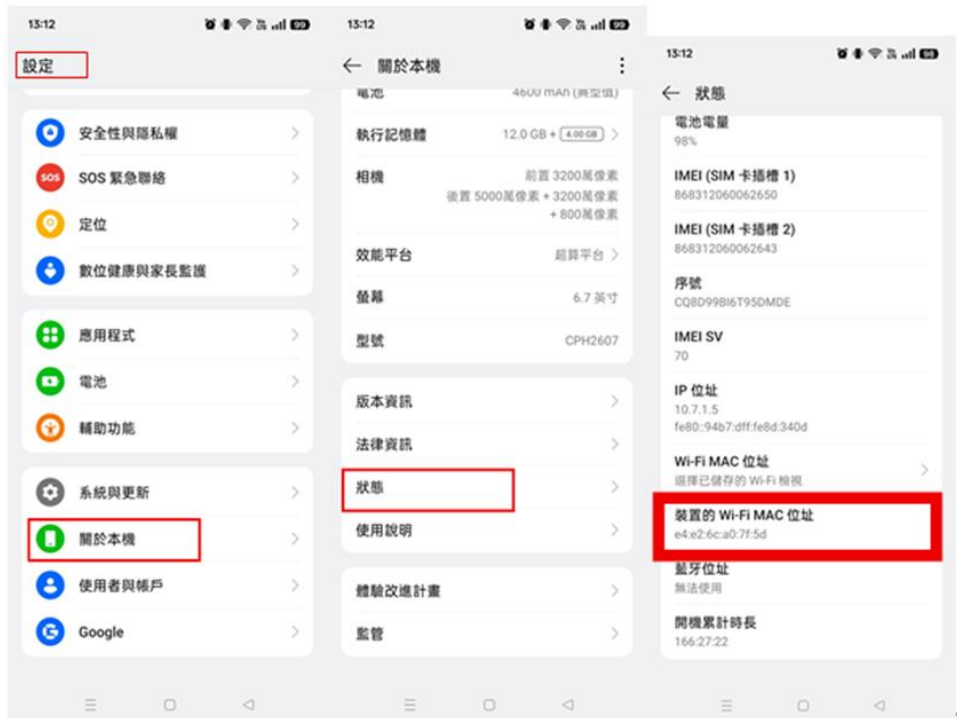 13:12
99
設定
安全性與隱私權
SOS
SOS 緊急聯絡
定位
數位健康與家長監護
應用程式
電池
輔助功能
系統與更新
關於本機
使用者與帳戶
G
Google
13:12
99
關於本機
電池
4600 mAh (典型值)
執行記憶體
12.0 GB + 4.00 GB
相機
前置 3200萬像素
後置 5000萬像素 + 3200萬像素
+ 800萬像素
效能平台
超算平台
螢幕
6.7 英寸
型號
CPH2607
版本資訊
法律資訊
狀態
使用說明
體驗改進計畫
監管
13:12
98
狀態
電池電量
98%
IMEI (SIM 卡插槽 1)
868312060062650
IMEI (SIM 卡插槽 2)
868312060062643
序號
CQ8D99BI6T95DMDE
IMEI SV
70
IP 位址
10.7.1.5
fe80::94b7:dff:fe8d:340d
Wi-Fi MAC 位址
選擇已儲存的 Wi-Fi 檢視
裝置的 Wi-Fi MAC 位址
e4:e2:6c:a0:7f:5d
藍牙位址
無法使用
開機累計時長
166:27:22